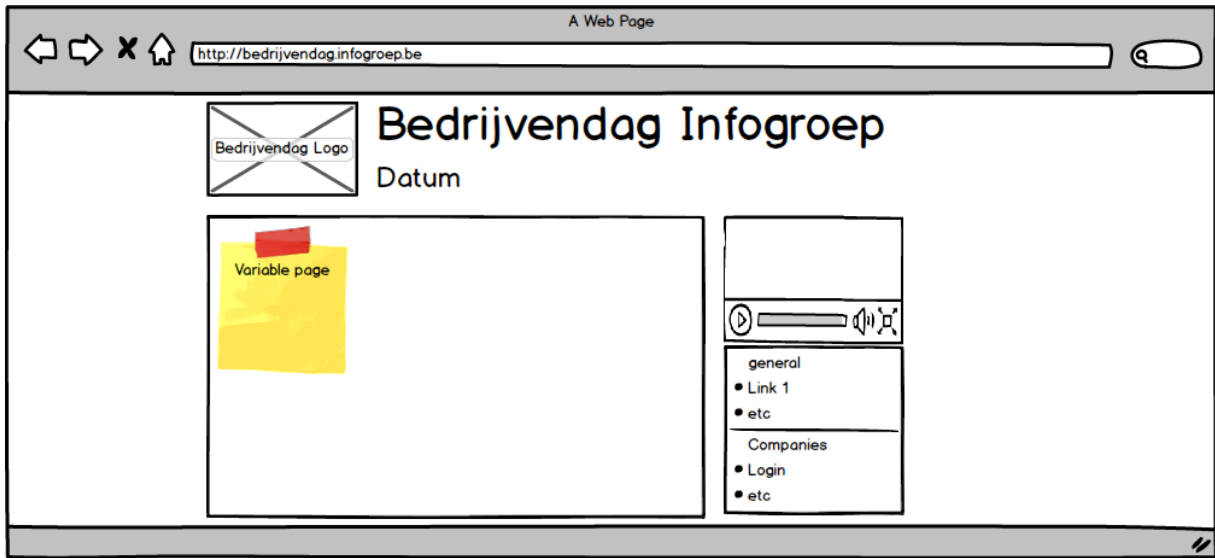 A Web Page
http://bedrijvendag.infogroep.be
Bedrijvendag Logo
Bedrijvendag Infogroep
Datum
Variable page
general
Link 1
etc
Companies
Login
etc